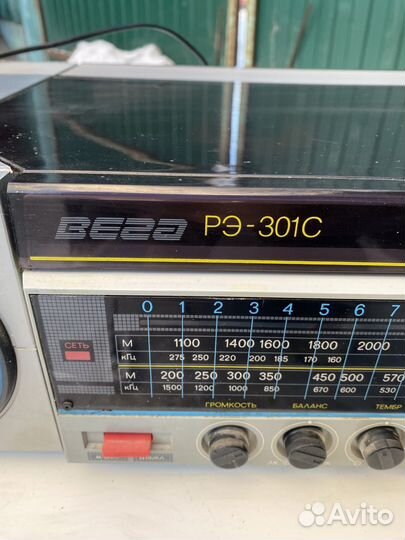 ВЕГА РЭ-301С
0 1 2 3 4 5 6 7
СЕТЬ
М 1100 1400 1600 1800 2000
кГц 275 250 220 200 185 170 160
М 200 250 300 350 450 500 570
кГц 1500 1200 1000 850 670 600 530
ГРОМКОСТЬ БАЛАНС ТЕМБР
Avito